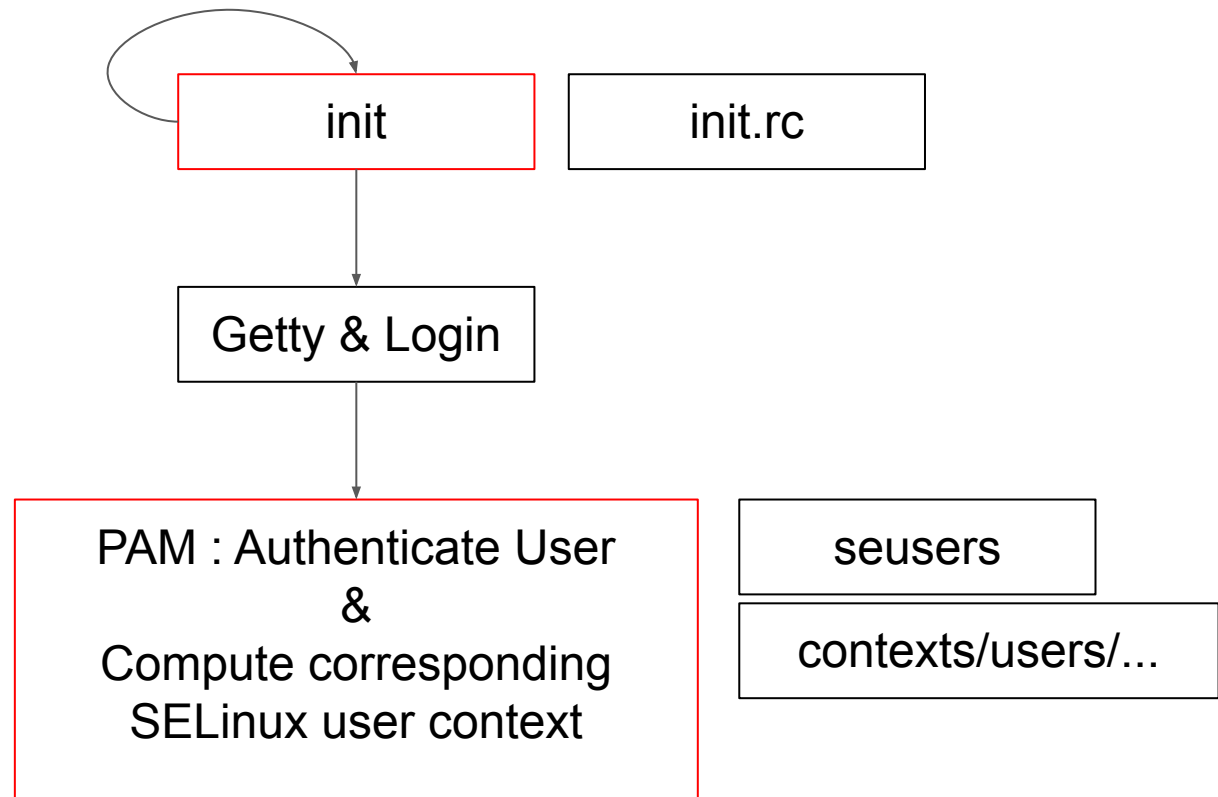 init
init.rc
Getty & Login
PAM : Authenticate User
&
Compute corresponding
SELinux user context
seusers
contexts/users/...